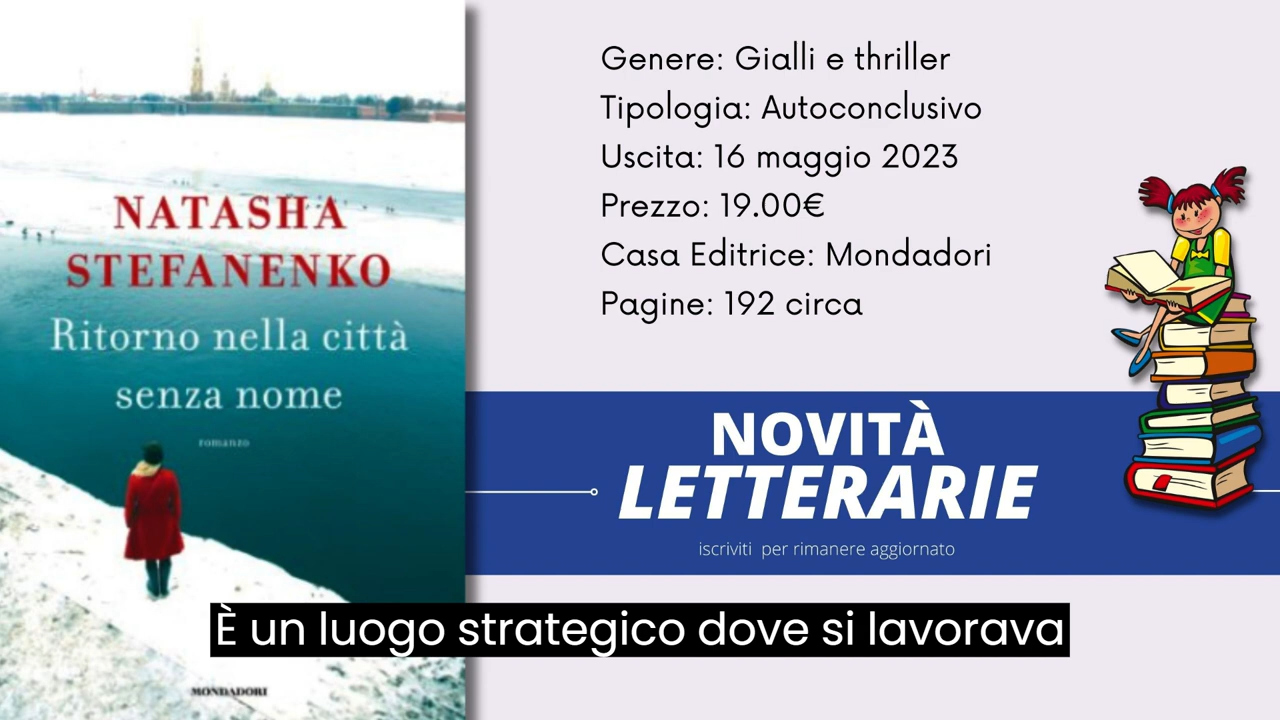 NATASHA
STEFANENKO
Ritorno nella città
senza nome
romanzo
MONDADORI
Genere: Gialli e thriller
Tipologia: Autoconclusivo
Uscita: 16 maggio 2023
Prezzo: 19.00€
Casa Editrice: Mondadori
Pagine: 192 circa
NOVITÀ
LETTERARIE
iscriviti per rimanere aggiornato
È un luogo strategico dove si lavorava